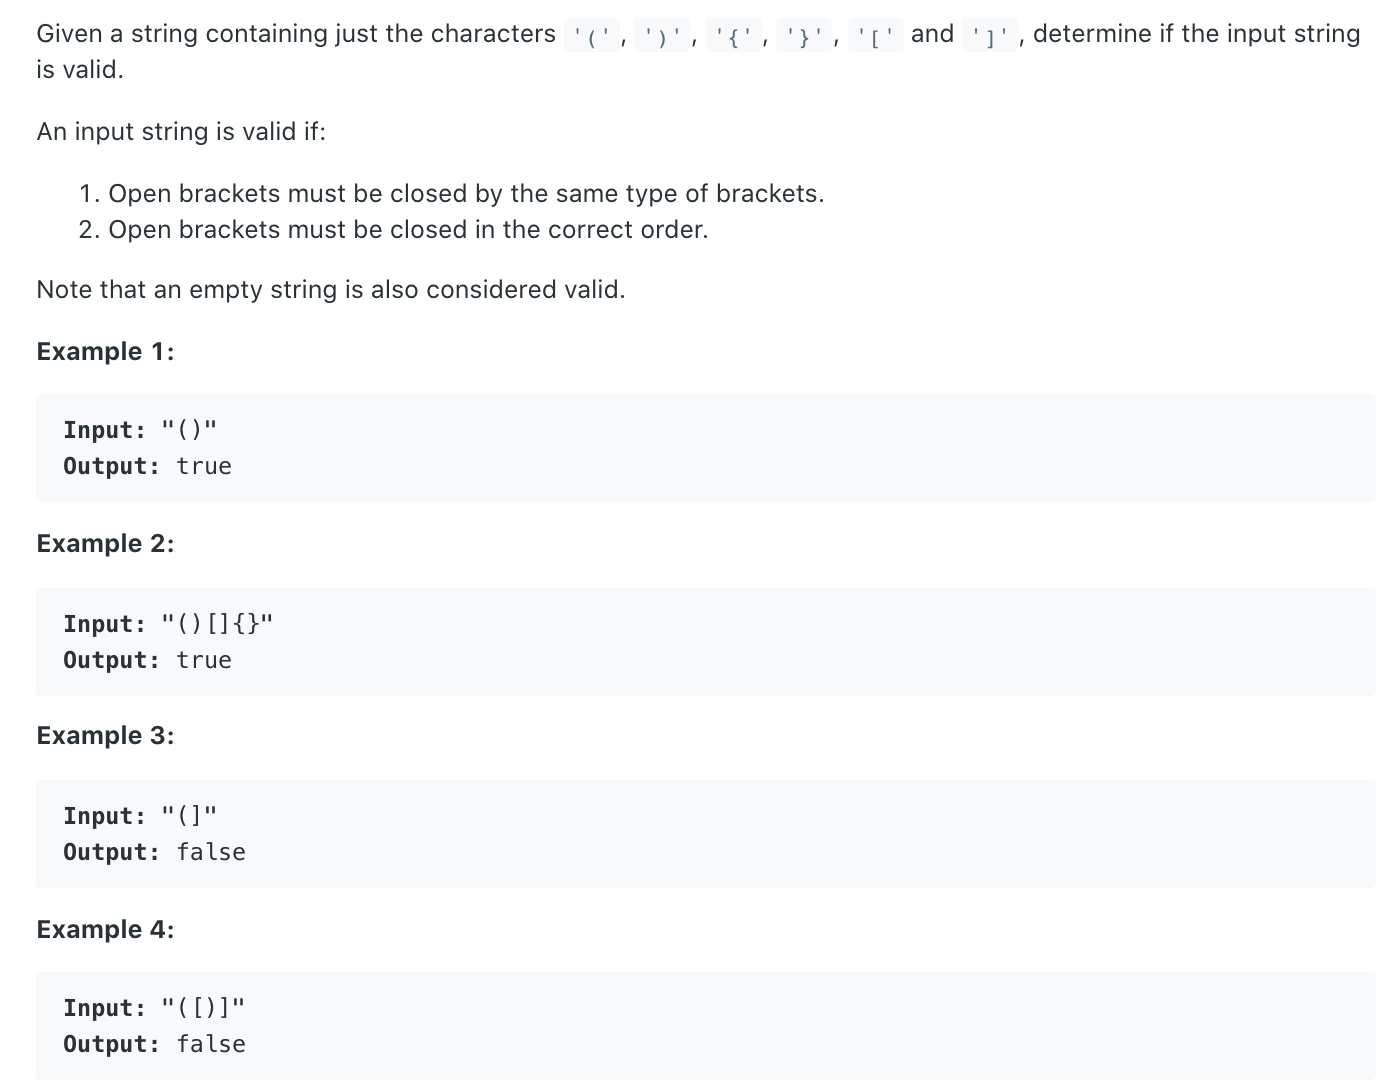 Given a string containing just the characters '(', ')', '{', '}', '[' and ']', determine if the input string
is valid.
An input string is valid if:
1. Open brackets must be closed by the same type of brackets.
2. Open brackets must be closed in the correct order.
Note that an empty string is also considered valid.
Example 1:
Input: "()"
Output: true
Example 2:
Input: "()[]{}"
Output: true
Example 3:
Input: "(]"
Output: false
Example 4:
Input: "([)]"
Output: false